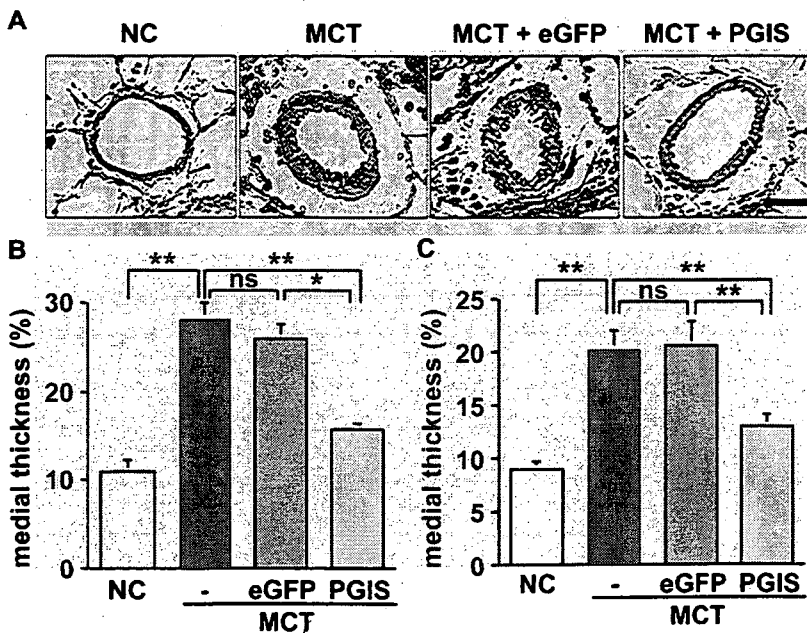 A
NC MCT MCT + eGFP MCT + PGIS
B
** ** ns *
medial thickness (%)
30
20
10
0
NC - eGFP PGIS
MCT
C
** ** ns **
medial thickness (%)
25
20
15
10
5
0
NC - eGFP PGIS
MCT